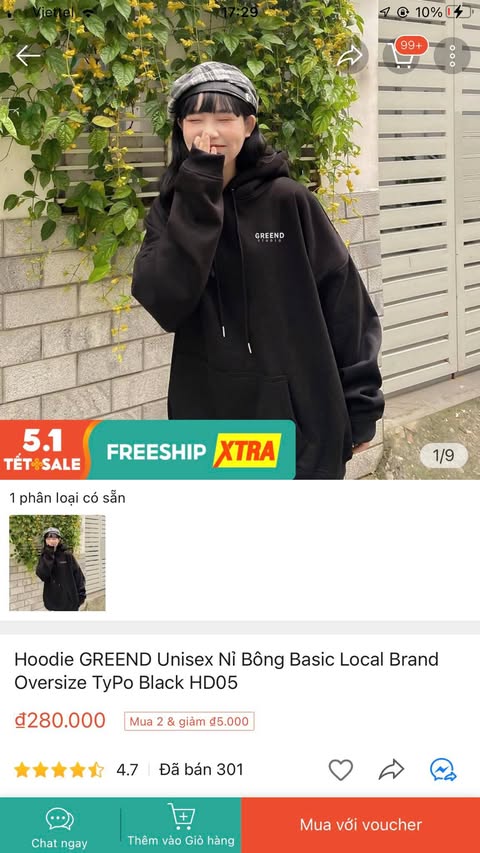 Viettel
17:29
10%
99+
GREEND
STUDIO
5.1
TẾT SALE
FREESHIP XTRA
1/9
1 phân loại có sẵn
Hoodie GREEND Unisex Nỉ Bông Basic Local Brand
Oversize TyPo Black HD05
₫280.000
Mua 2 & giảm ₫5.000
4.7
Đã bán 301
Chat ngay
Thêm vào Giỏ hàng
Mua với voucher